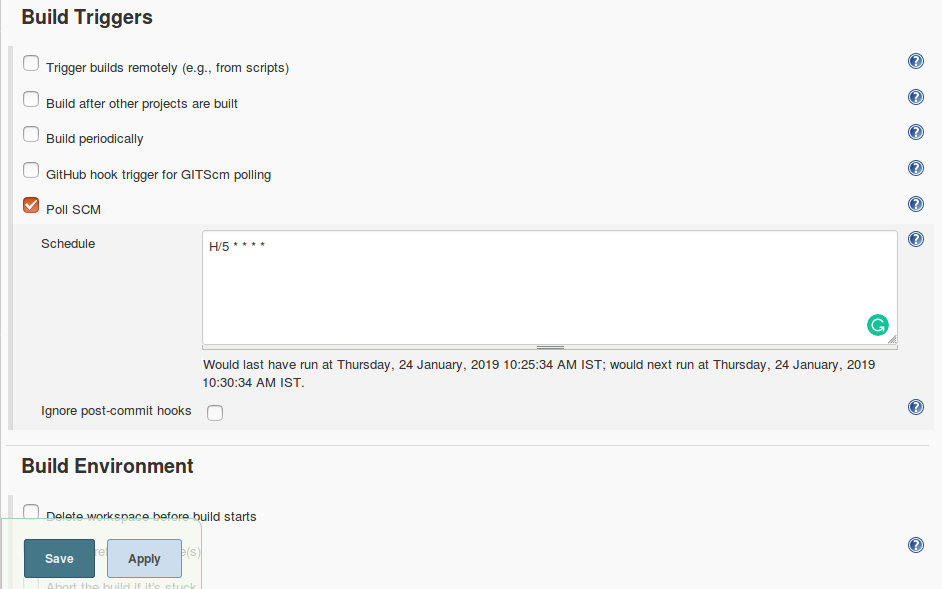 Build Triggers
Trigger builds remotely (e.g., from scripts)
Build after other projects are built
Build periodically
GitHub hook trigger for GITScm polling
Poll SCM
Schedule
H/5 * * * *
Would last have run at Thursday, 24 January, 2019 10:25:34 AM IST; would next run at Thursday, 24 January, 2019
10:30:34 AM IST.
Ignore post-commit hooks
Build Environment
Delete workspace before build starts
Save
Apply
Abort the build if it's stuck